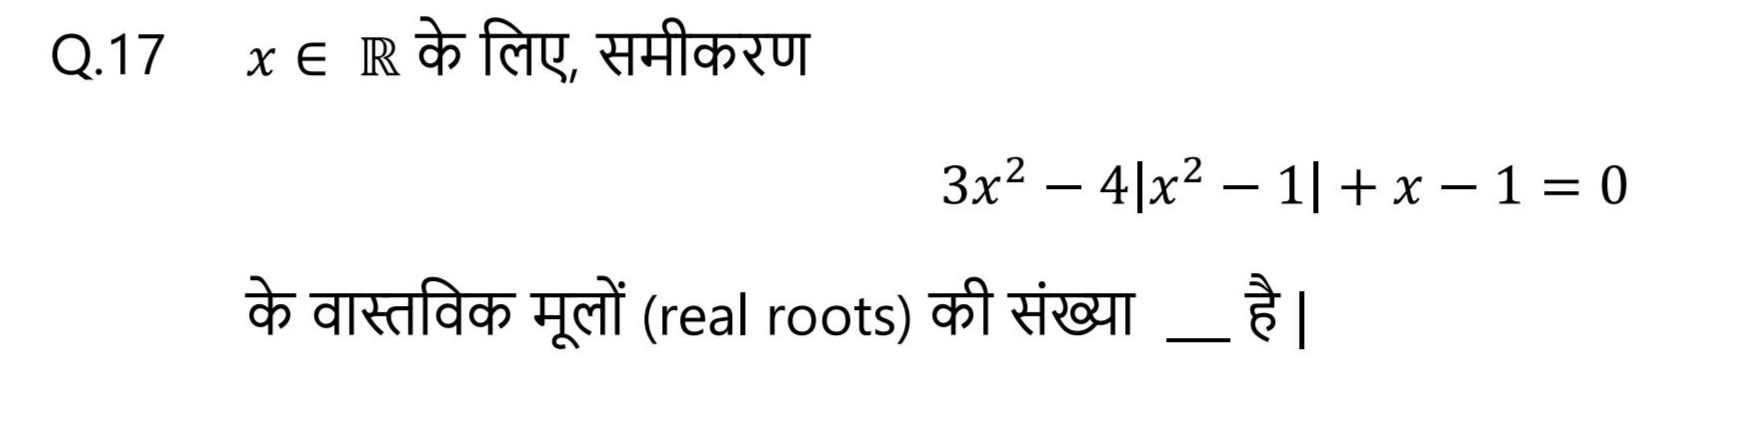 Q.17 x ∈ ℝ के लिए, समीकरण
3x² − 4|x² − 1| + x − 1 = 0
के वास्तविक मूलों (real roots) की संख्या __ है|